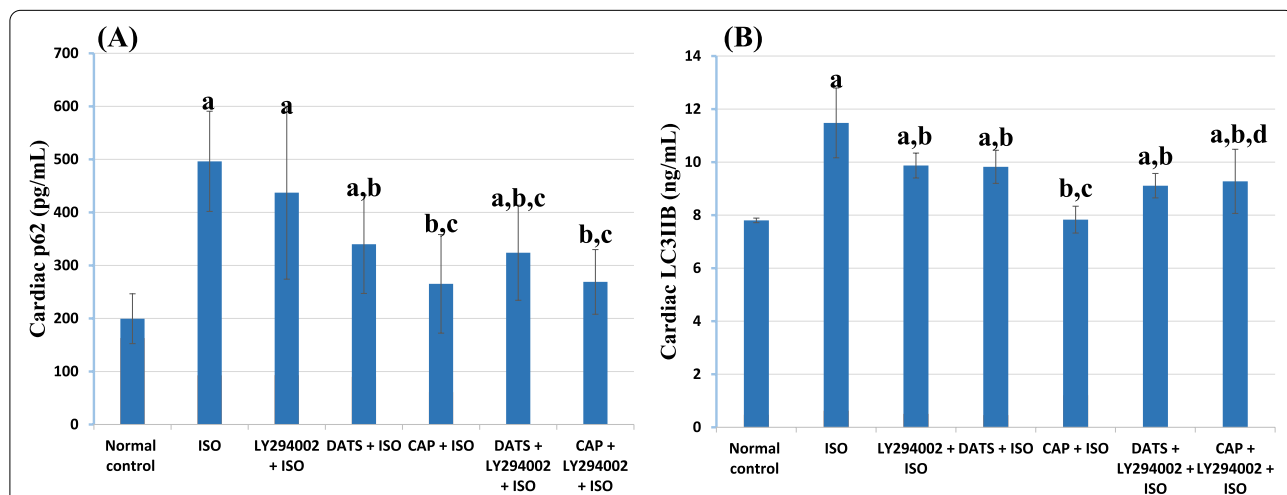 (A)
Cardiac p62 (pg/mL)
700
600
500
400
300
200
100
0
a
a
a,b
b,c
a,b,c
b,c
Normal
control
ISO
LY294002
+ ISO
DATS + ISO
CAP + ISO
DATS +
LY294002
+ ISO
CAP +
LY294002 +
ISO
(B)
Cardiac LC3IIB (ng/mL)
14
12
10
8
6
4
2
0
a
a,b
a,b
b,c
a,b
a,b,d
Normal
control
ISO
LY294002 +
ISO
DATS + ISO
CAP + ISO
DATS +
LY294002 +
ISO
CAP +
LY294002 +
ISO